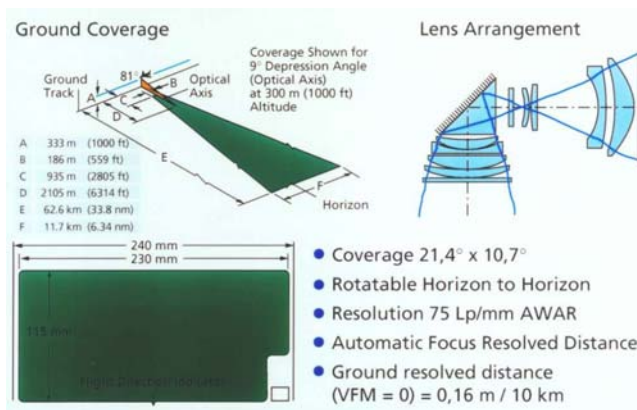 Ground Coverage
Lens Arrangement
Coverage Shown for
9° Depression Angle
(Optical Axis)
at 300 m (1000 ft)
Altitude
81°
B
Ground
Track
Optical
Axis
A
C
D
E
F
Horizon
A 333 m (1000 ft)
B 186 m (559 ft)
C 935 m (2805 ft)
D 2105 m (6314 ft)
E 62.6 km (33.8 nm)
F 11.7 km (6.34 nm)
240 mm
230 mm
115 mm
Flight Direction
• Coverage 21,4° x 10,7°
• Rotatable Horizon to Horizon
• Resolution 75 Lp/mm AWAR
• Automatic Focus Resolved Distance
• Ground resolved distance
(VFM = 0) = 0,16 m / 10 km